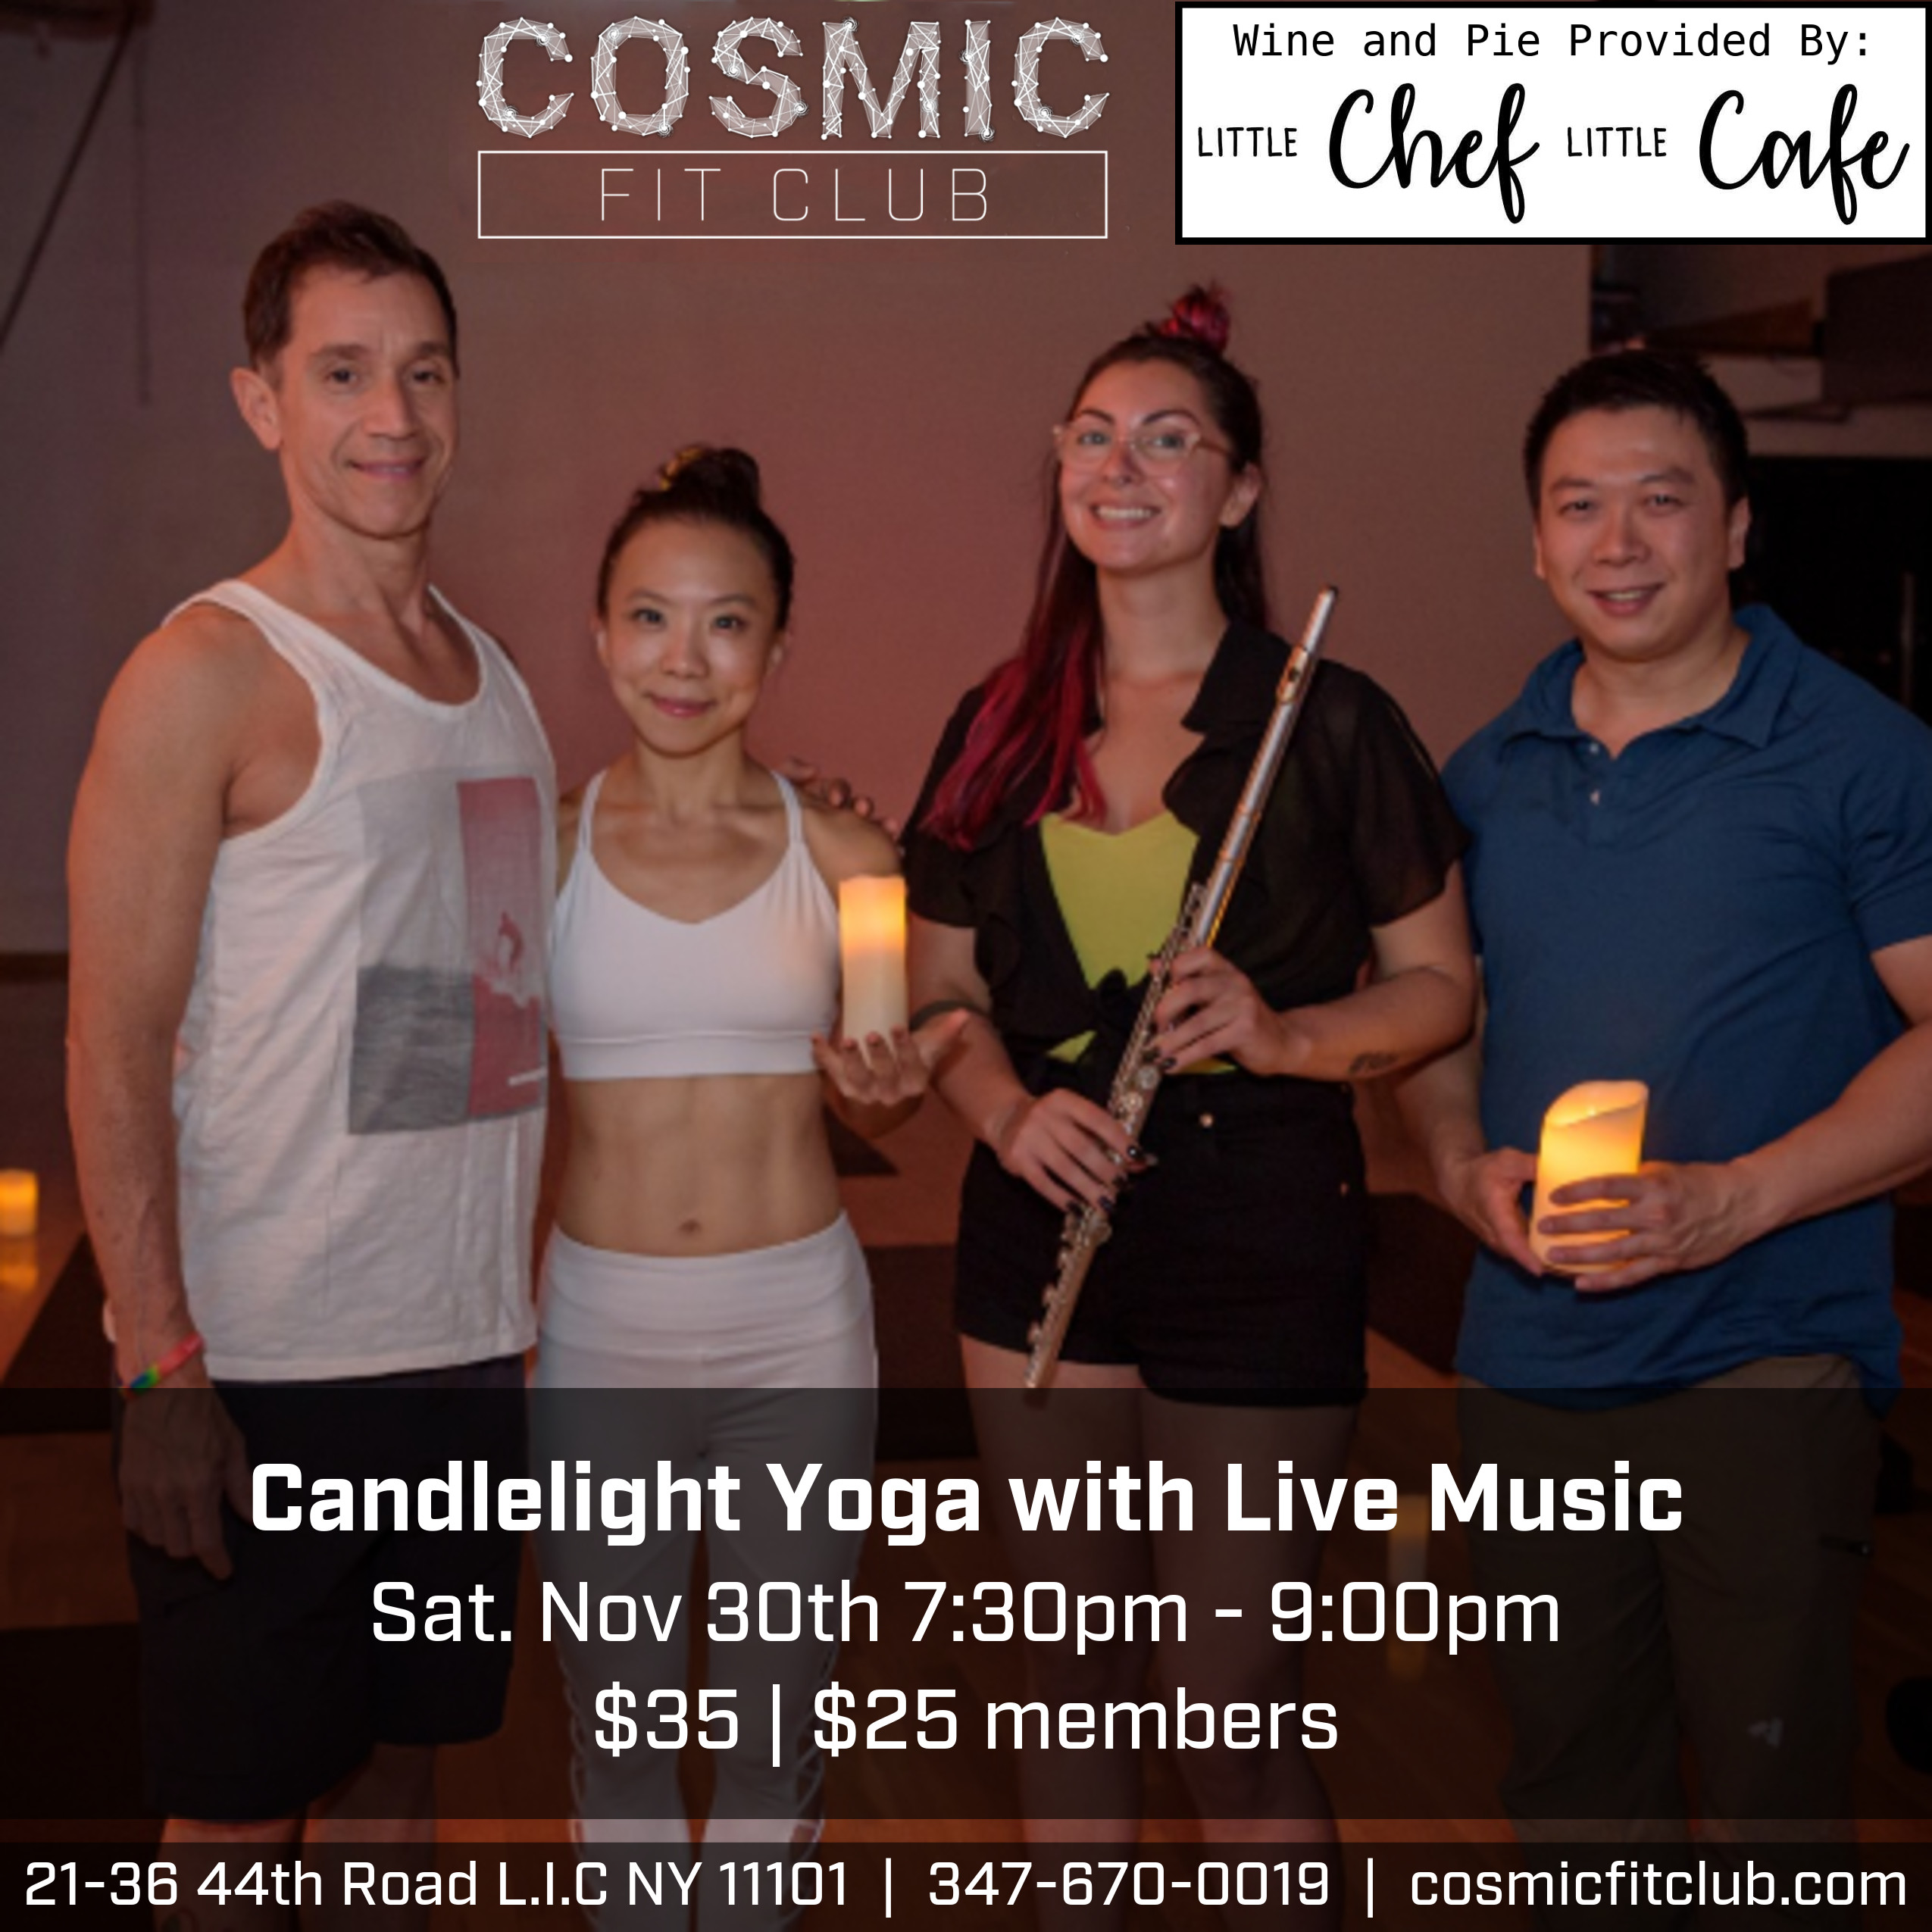 COSMIC
FIT CLUB
Wine and Pie Provided By:
LITTLE Chef LITTLE Cafe
Candlelight Yoga with Live Music
Sat. Nov 30th 7:30pm - 9:00pm
$35 | $25 members
21-36 44th Road L.I.C NY 11101 | 347-670-0019 | cosmicfitclub.com